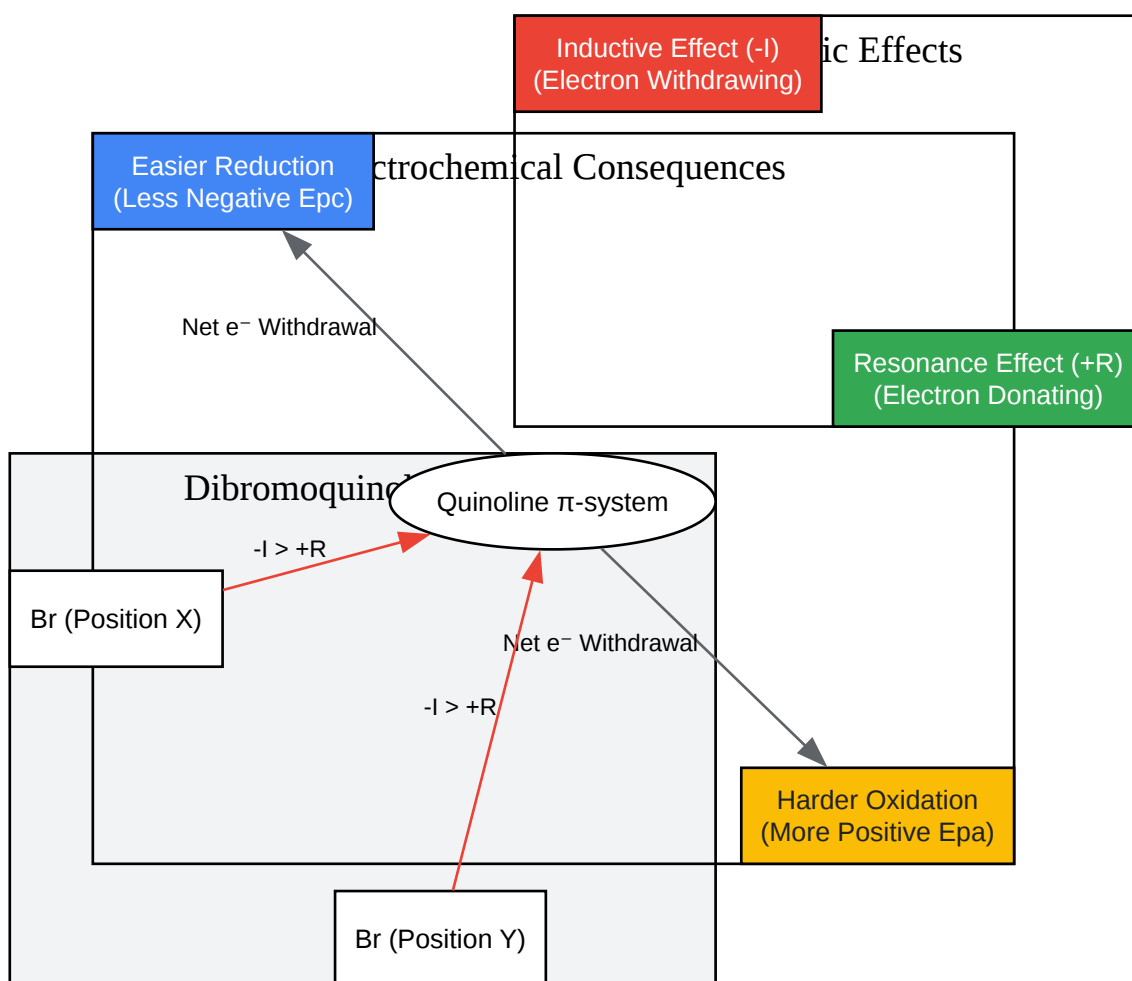 Inductive Effect (-I)
(Electron Withdrawing)
ic Effects
Easier Reduction
(Less Negative Epc)
ctrochemical Consequences
Net e⁻ Withdrawal
Resonance Effect (+R)
(Electron Donating)
Dibromoquinol
Quinoline π-system
-I > +R
Br (Position X)
Net e⁻ Withdrawal
-I > +R
Harder Oxidation
(More Positive Epa)
Br (Position Y)